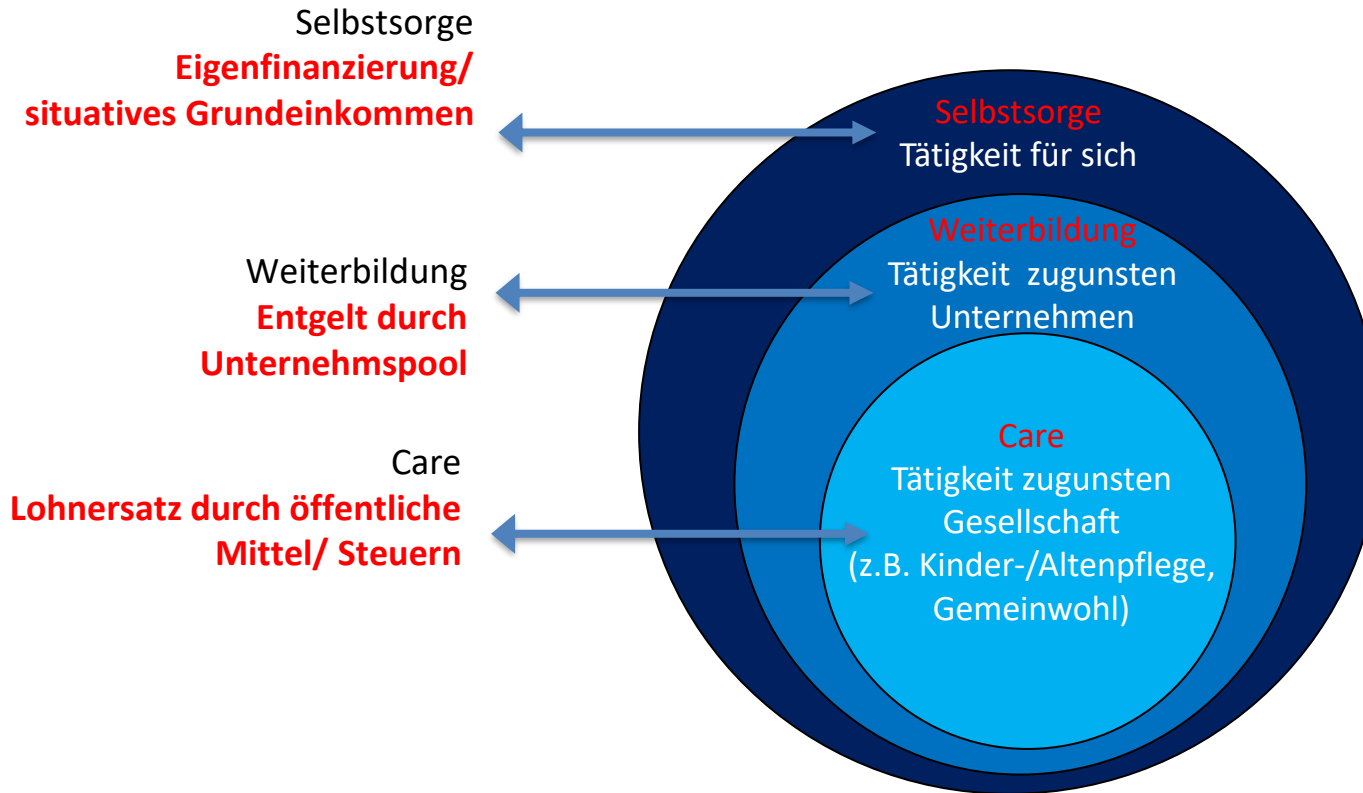 Selbstsorge
Eigenfinanzierung/
situatives Grundeinkommen
Selbstsorge
Tätigkeit für sich
Weiterbildung
Entgelt durch
Unternehmspool
Weiterbildung
Tätigkeit zugunsten
Unternehmen
Care
Lohnersatz durch öffentliche
Mittel/ Steuern
Care
Tätigkeit zugunsten
Gesellschaft
(z.B. Kinder-/Altenpflege,
Gemeinwohl)